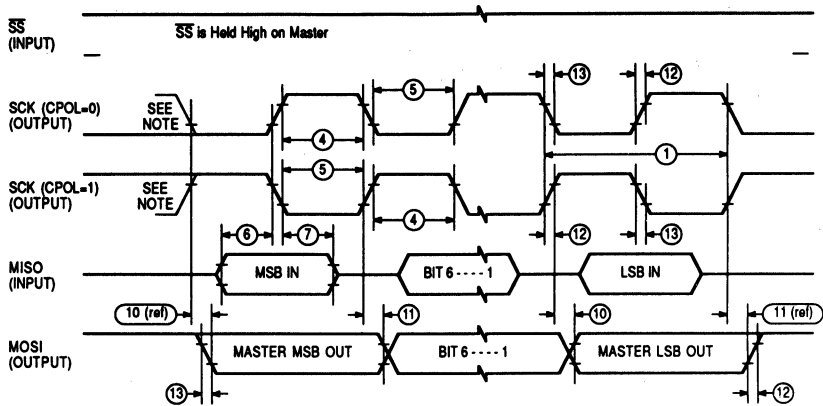 SS
(INPUT)
SS is Held High on Master
SCK (CPOL=0)
(OUTPUT)
SEE
NOTE
5
4
13
12
1
SCK (CPOL=1)
(OUTPUT)
SEE
NOTE
5
4
12
13
6
7
MISO
(INPUT)
MSB IN
BIT 6 - - - - 1
LSB IN
10 (ref)
11
10
11 (ref)
MOSI
(OUTPUT)
MASTER MSB OUT
BIT 6 - - - - 1
MASTER LSB OUT
13
12